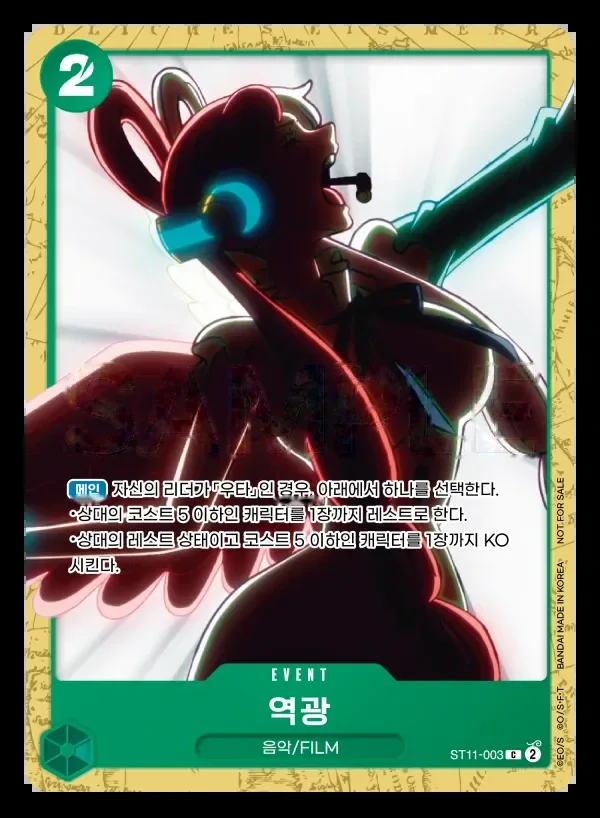 2
SAMPLE
메인 자신의 리더가 「우타」인 경우, 아래에서 하나를 선택한다.
•상대의 코스트 5 이하인 캐릭터를 1장까지 레스트로 한다.
•상대의 레스트 상태이고 코스트 5 이하인 캐릭터를 1장까지 KO
시킨다.
EVENT
역광
음악/FILM
ST11-003 C 2
©EO/S ©O/S·F·T BANDAI MADE IN KOREA NOT FOR SALE